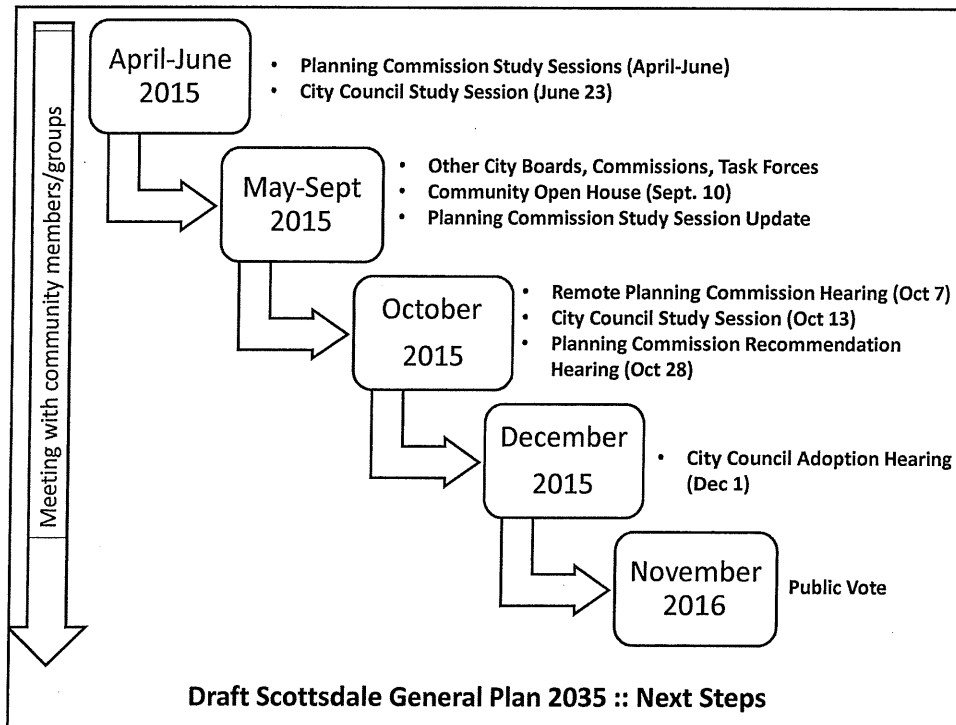 Meeting with community members/groups
April-June
2015
• Planning Commission Study Sessions (April-June)
• City Council Study Session (June 23)
May-Sept
2015
• Other City Boards, Commissions, Task Forces
• Community Open House (Sept. 10)
• Planning Commission Study Session Update
October
2015
• Remote Planning Commission Hearing (Oct 7)
• City Council Study Session (Oct 13)
• Planning Commission Recommendation
Hearing (Oct 28)
December
2015
• City Council Adoption Hearing
(Dec 1)
November
2016
Public Vote
Draft Scottsdale General Plan 2035 :: Next Steps